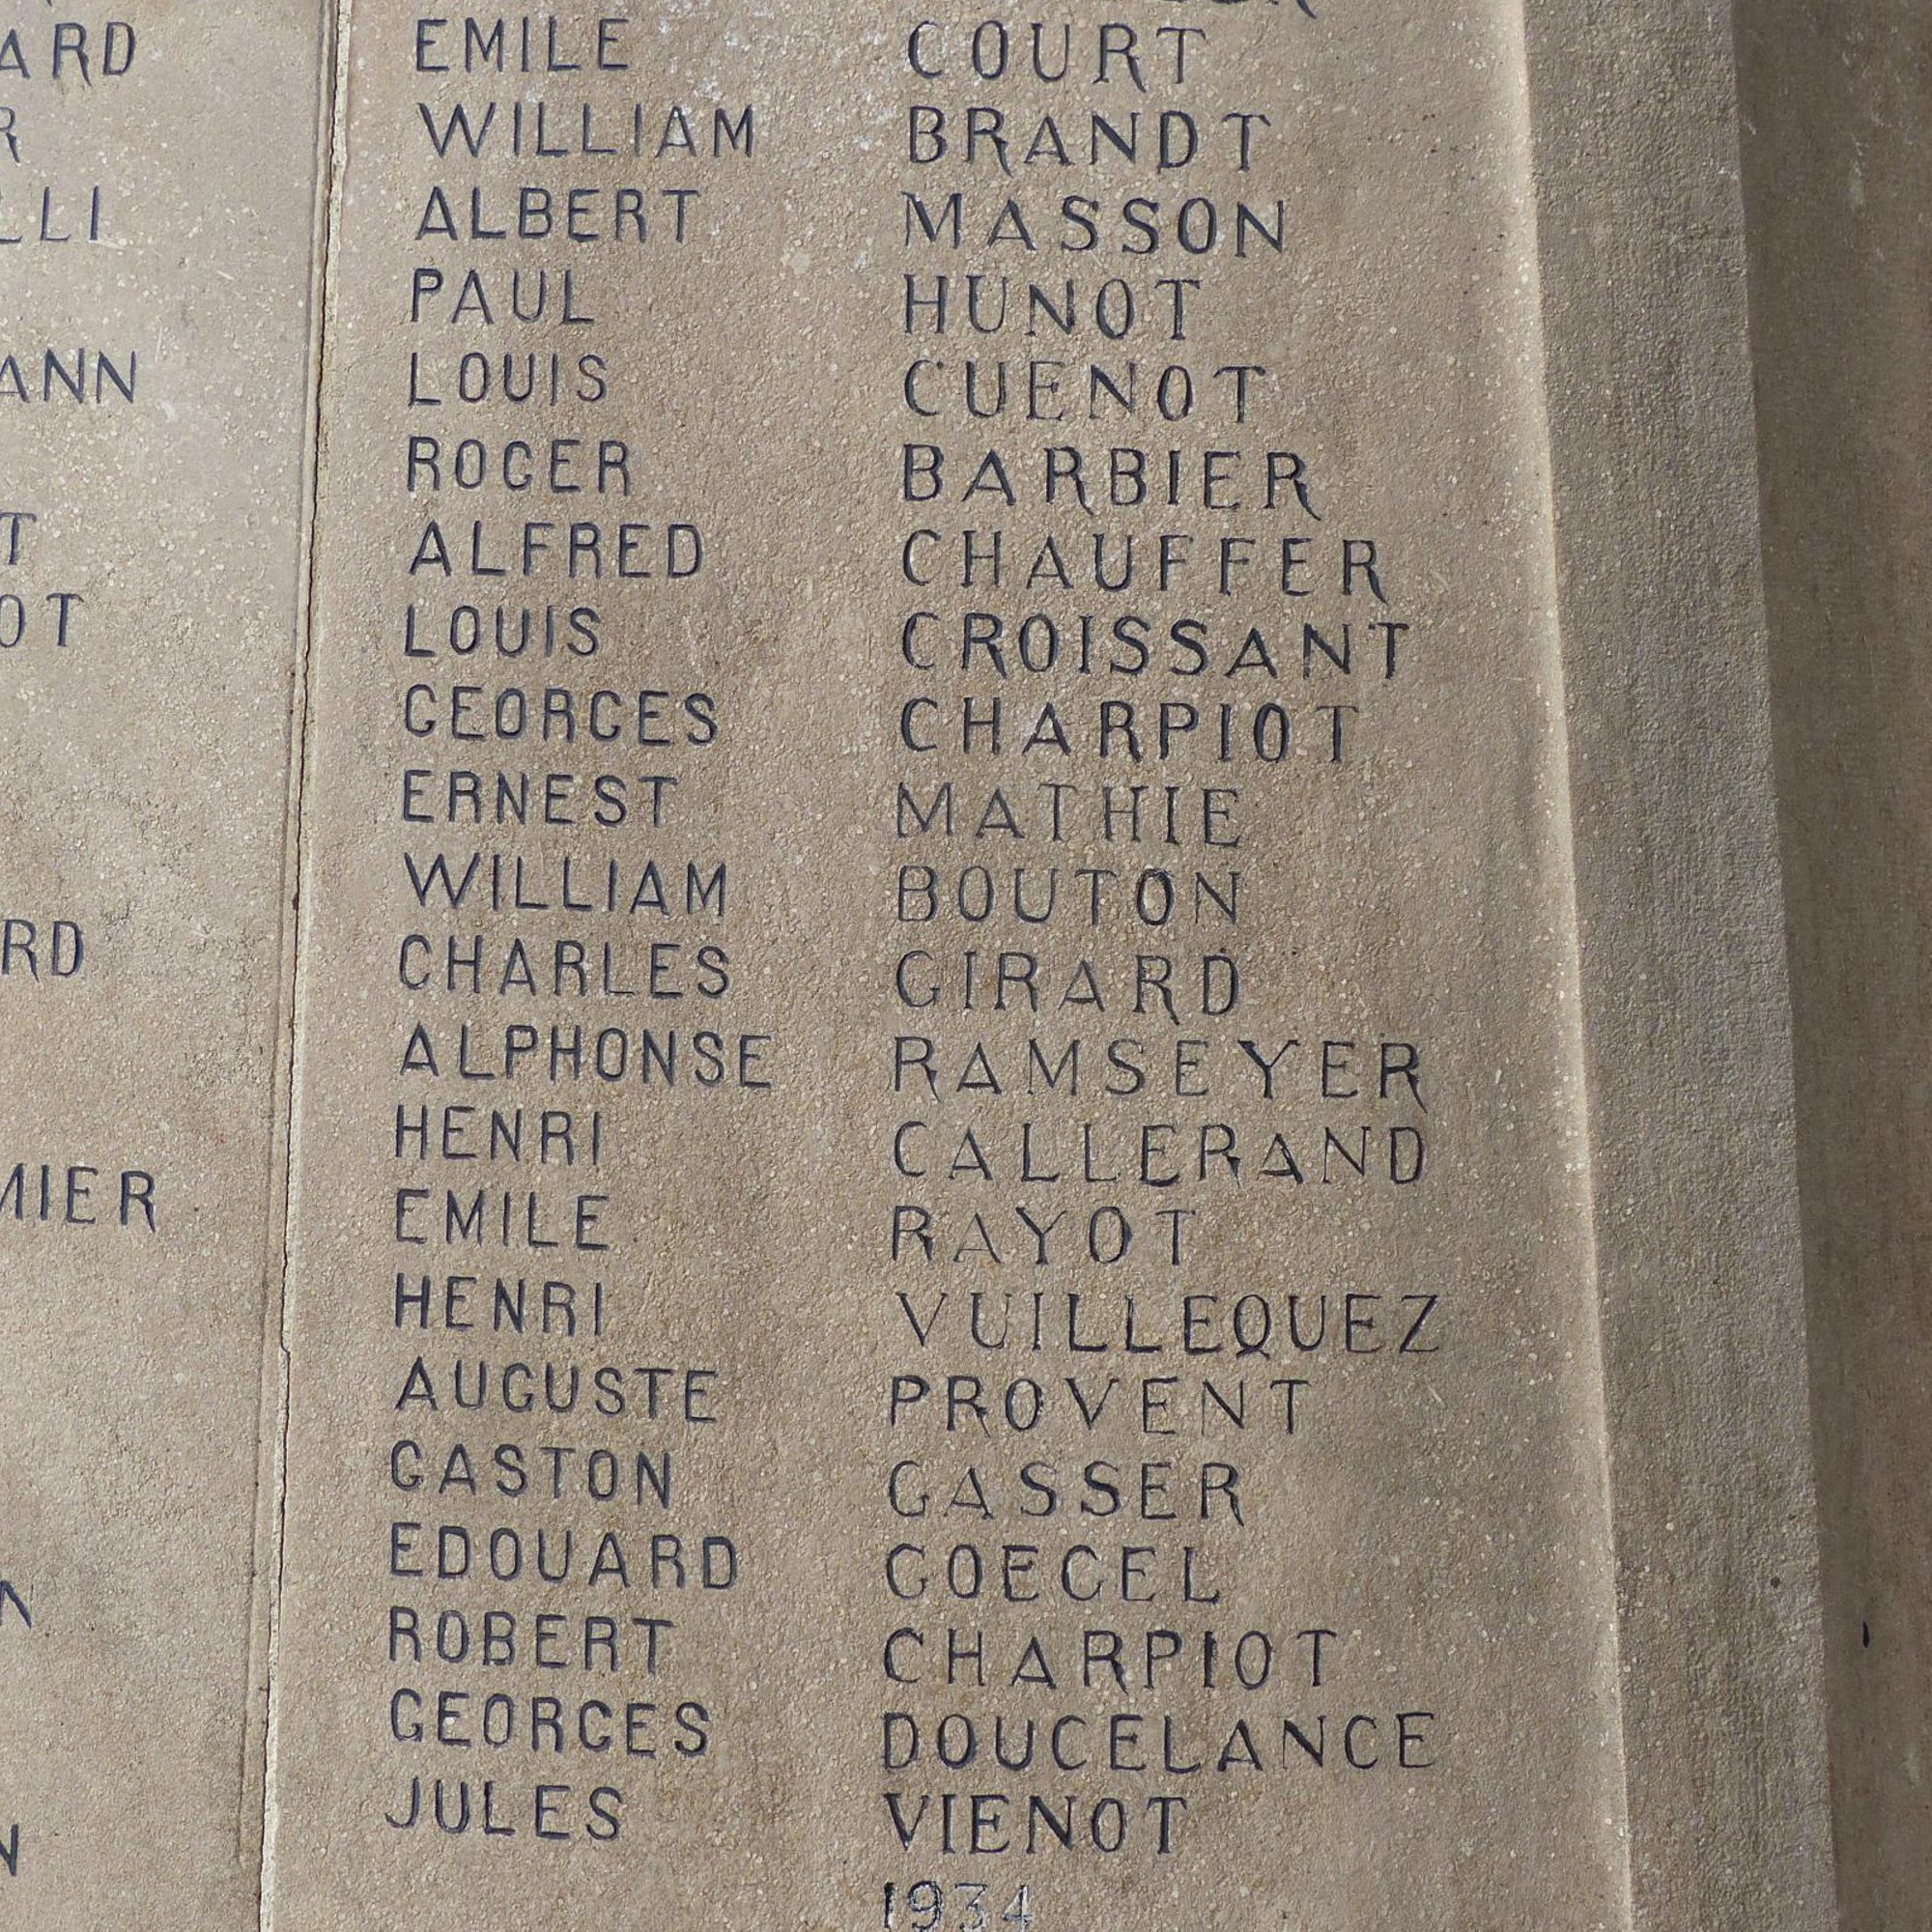 EMILE COURT
WILLIAM BRANDT
ALBERT MASSON
PAUL HUNOT
LOUIS CUENOT
ROGER BARBIER
ALFRED CHAUFFER
LOUIS CROISSANT
GEORGES CHARPIOT
ERNEST MATHIE
WILLIAM BOUTON
CHARLES GIRARD
ALPHONSE RAMSEYER
HENRI CALLERAND
EMILE RAYOT
HENRI VUILLEQUEZ
AUGUSTE PROVENT
GASTON GASSER
EDOUARD GOEGEL
ROBERT CHARPIOT
GEORGES DOUCELANCE
JULES VIENOT
1934